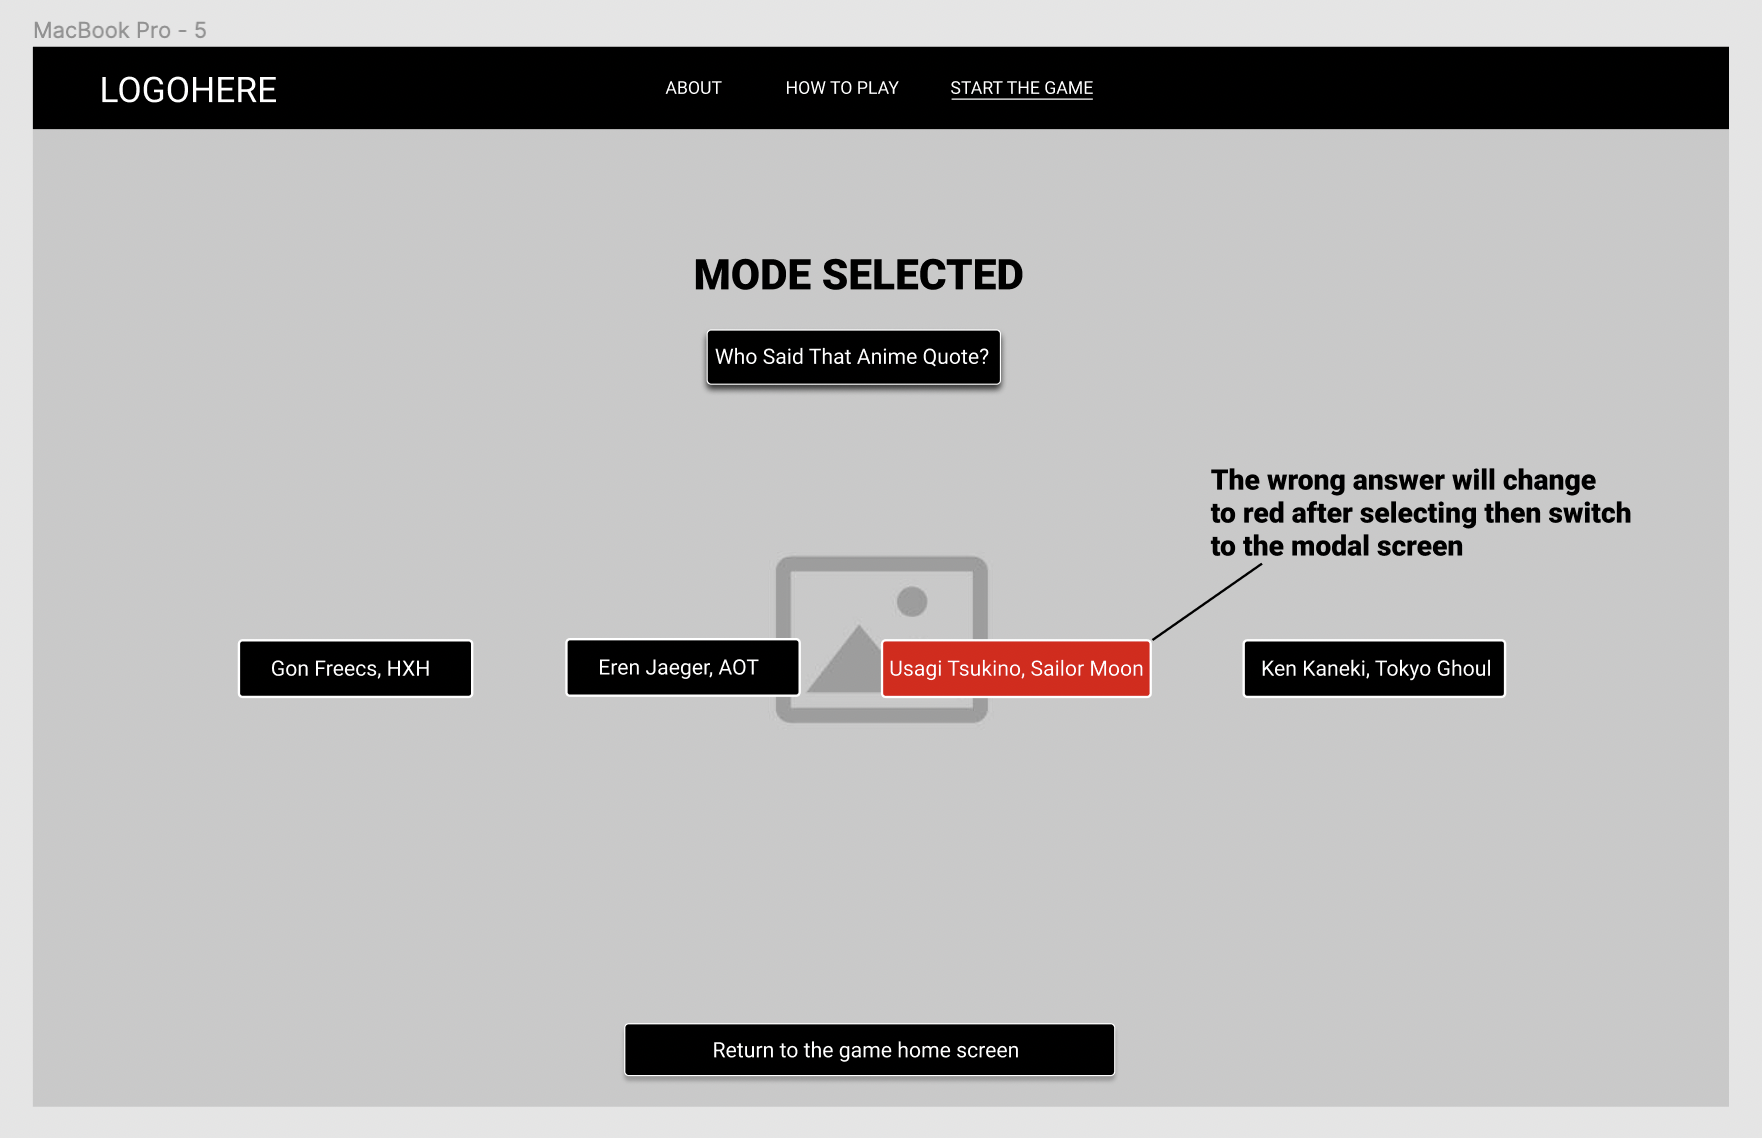 MacBook Pro - 5
LOGOHERE
ABOUT
HOW TO PLAY
START THE GAME
MODE SELECTED
Who Said That Anime Quote?
The wrong answer will change
to red after selecting then switch
to the modal screen
Gon Freecs, HXH
Eren Jaeger, AOT
Usagi Tsukino, Sailor Moon
Ken Kaneki, Tokyo Ghoul
Return to the game home screen